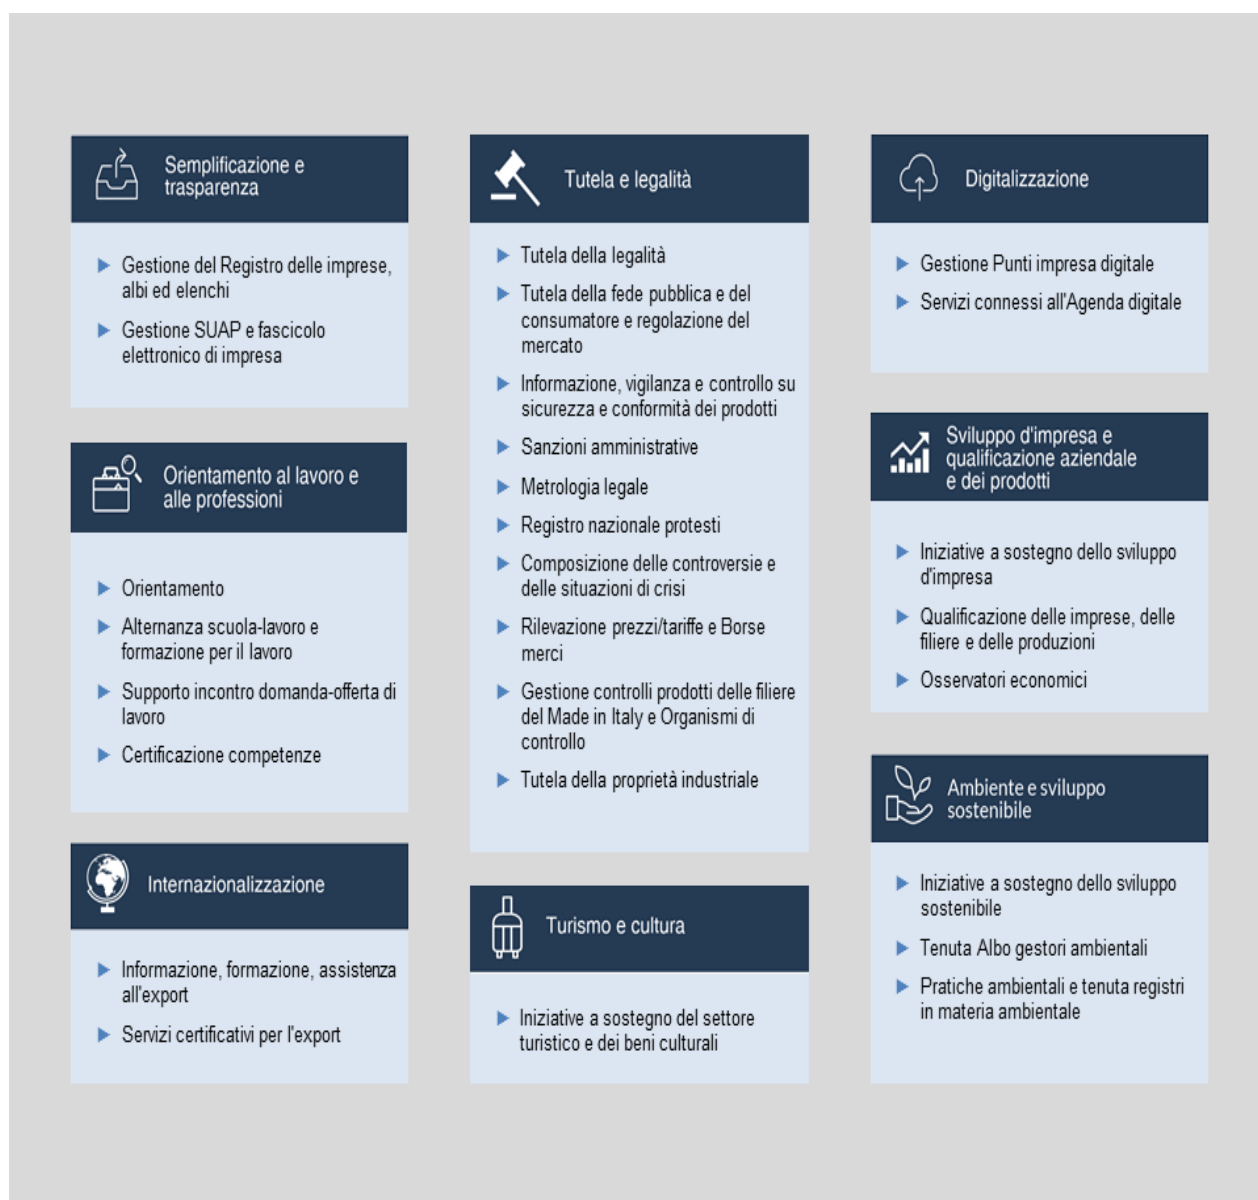 Semplificazione e
trasparenza
Gestione del Registro delle imprese,
albi ed elenchi
Gestione SUAP e fascicolo
elettronico di impresa
Orientamento al lavoro e
alle professioni
Orientamento
Alternanza scuola-lavoro e
formazione per il lavoro
Supporto incontro domanda-offerta di
lavoro
Certificazione competenze
Internazionalizzazione
Informazione, formazione, assistenza
all'export
Servizi certificativi per l'export
Tutela e legalità
Tutela della legalità
Tutela della fede pubblica e del
consumatore e regolazione del
mercato
Informazione, vigilanza e controllo su
sicurezza e conformità dei prodotti
Sanzioni amministrative
Metrologia legale
Registro nazionale protesti
Composizione delle controversie e
delle situazioni di crisi
Rilevazione prezzi/tariffe e Borse
merci
Gestione controlli prodotti delle filiere
del Made in Italy e Organismi di
controllo
Tutela della proprietà industriale
Turismo e cultura
Iniziative a sostegno del settore
turistico e dei beni culturali
Digitalizzazione
Gestione Punti impresa digitale
Servizi connessi all'Agenda digitale
Sviluppo d'impresa e
qualificazione aziendale
e dei prodotti
Iniziative a sostegno dello sviluppo
d'impresa
Qualificazione delle imprese, delle
filiere e delle produzioni
Osservatori economici
Ambiente e sviluppo
sostenibile
Iniziative a sostegno dello sviluppo
sostenibile
Tenuta Albo gestori ambientali
Pratiche ambientali e tenuta registri
in materia ambientale